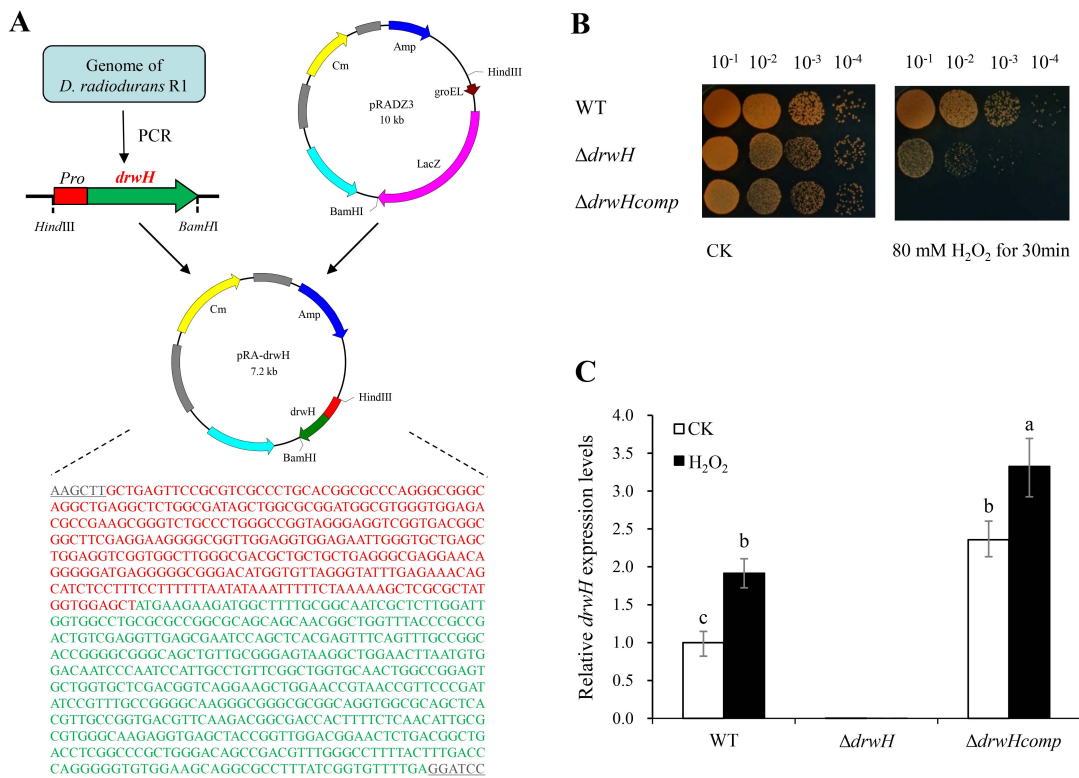 A
Genome of
D. radiodurans R1
PCR
Pro
drwH
HindIII
BamHI
Cm
Amp
HindIII
groEL
pRADZ3
10 kb
LacZ
BamHI
Cm
Amp
pRA-drwH
7.2 kb
HindIII
drwH
BamHI
AAGCTTGCTGAGTTCCGCGTCGCCCTGCACGGCGCCCAGGGCGGGC
AGGCTGAGGCTCTGGCGATAGCTGGCGCGGATGGCGTGGGTGGAGA
CGCCGAAGCGGGTCTGCCCTGGGCCGGTAGGGAGGTCGGTGACGGC
GGCTTCGAGGAAGGGGCGGTTGGAGGTGGAGAATTGGGTGCTGAGC
TGGAGGTCGGTGGCTTGGGCGACGCTGCTGCTGAGGGCGAGGAACA
GGGGGATGAGGGGGCGGGACATGGTGTTAGGGTATTTGAGAAACAG
CATCTCCTTTCCTTTTTTAATATAAATTTTTCTAAAAAGCTCGCGCTAT
GGTGGAGCTATGAAGAAGATGGCTTTTGCGGCAATCGCTCTTGGATT
GGTGGCCTGCGCGCCGGCGCAGCAGCAACGGCTGGTTTACCCGCCG
ACTGTCGAGGTTGAGCGAATCCAGCTCACGAGTTTCAGTTTGCCGGC
ACCGGGGCGGGCAGCTGTTGCGGGAGTAAGGCTGGAACTTAATGTG
GACAATCCCAATCCATTGCCTGTTCGGCTGGTGCAACTGGCCGGAGT
GCTGGTGCTCGACGGTCAGGAAGCTGGAACCGTAACCGTTCCCGAT
ATCCGTTTGCCGGGGCAAGGGCGGGCGCGGCAGGTGGCGCAGCTCA
CGTTGCCGGTGACGTTCAAGACGGCGACCACTTTTCTCAACATTGCG
CGTGGGCAAGAGGTGAGCTACCGGTTGGACGGAACTCTGACGGCTG
ACCTCGGCCCGCTGGGACAGCCGACGTTTGGGCCTTTTACTTTGACC
CAGGGGGTGTGGAAGCAGGCGCCTTTATCGGTGTTTTGAGGATCC
B
10-1 10-2 10-3 10-4 10-1 10-2 10-3 10-4
WT
ΔdrwH
ΔdrwHcomp
CK 80 mM H2O2 for 30min
C
Relative drwH expression levels
4.0
3.5
3.0
2.5
2.0
1.5
1.0
0.5
0.0
CK
H2O2
c
b
b
a
WT ΔdrwH ΔdrwHcomp